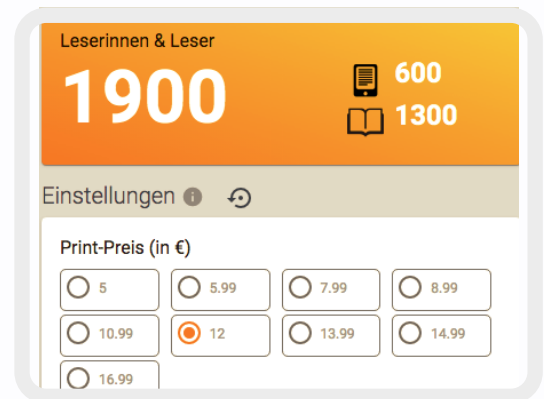 Leserinnen & Leser
1900
600
1300
Einstellungen
Print-Preis (in €)
5 5.99 7.99 8.99
10.99 12 13.99 14.99
16.99